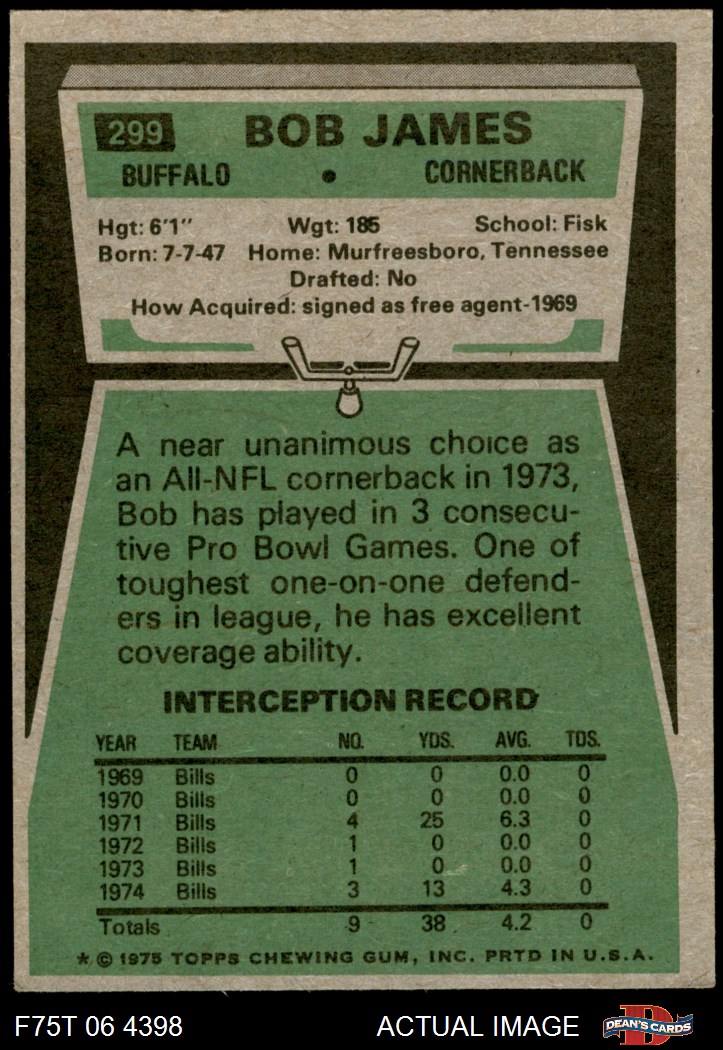 299 BOB JAMES
BUFFALO • CORNERBACK
Hgt: 6'1" Wgt: 185 School: Fisk
Born: 7-7-47 Home: Murfreesboro, Tennessee
Drafted: No
How Acquired: signed as free agent-1969
A near unanimous choice as
an All-NFL cornerback in 1973,
Bob has played in 3 consecu-
tive Pro Bowl Games. One of
toughest one-on-one defend-
ers in league, he has excellent
coverage ability.
INTERCEPTION RECORD
YEAR TEAM NO. YDS. AVG. TDS.
1969 Bills 0 0 0.0 0
1970 Bills 0 0 0.0 0
1971 Bills 4 25 6.3 0
1972 Bills 1 0 0.0 0
1973 Bills 1 0 0.0 0
1974 Bills 3 13 4.3 0
Totals 9 38 4.2 0
* © 1975 TOPPS CHEWING GUM, INC. PRTD IN U.S.A.
F75T 06 4398 ACTUAL IMAGE D DEAN'S CARDS